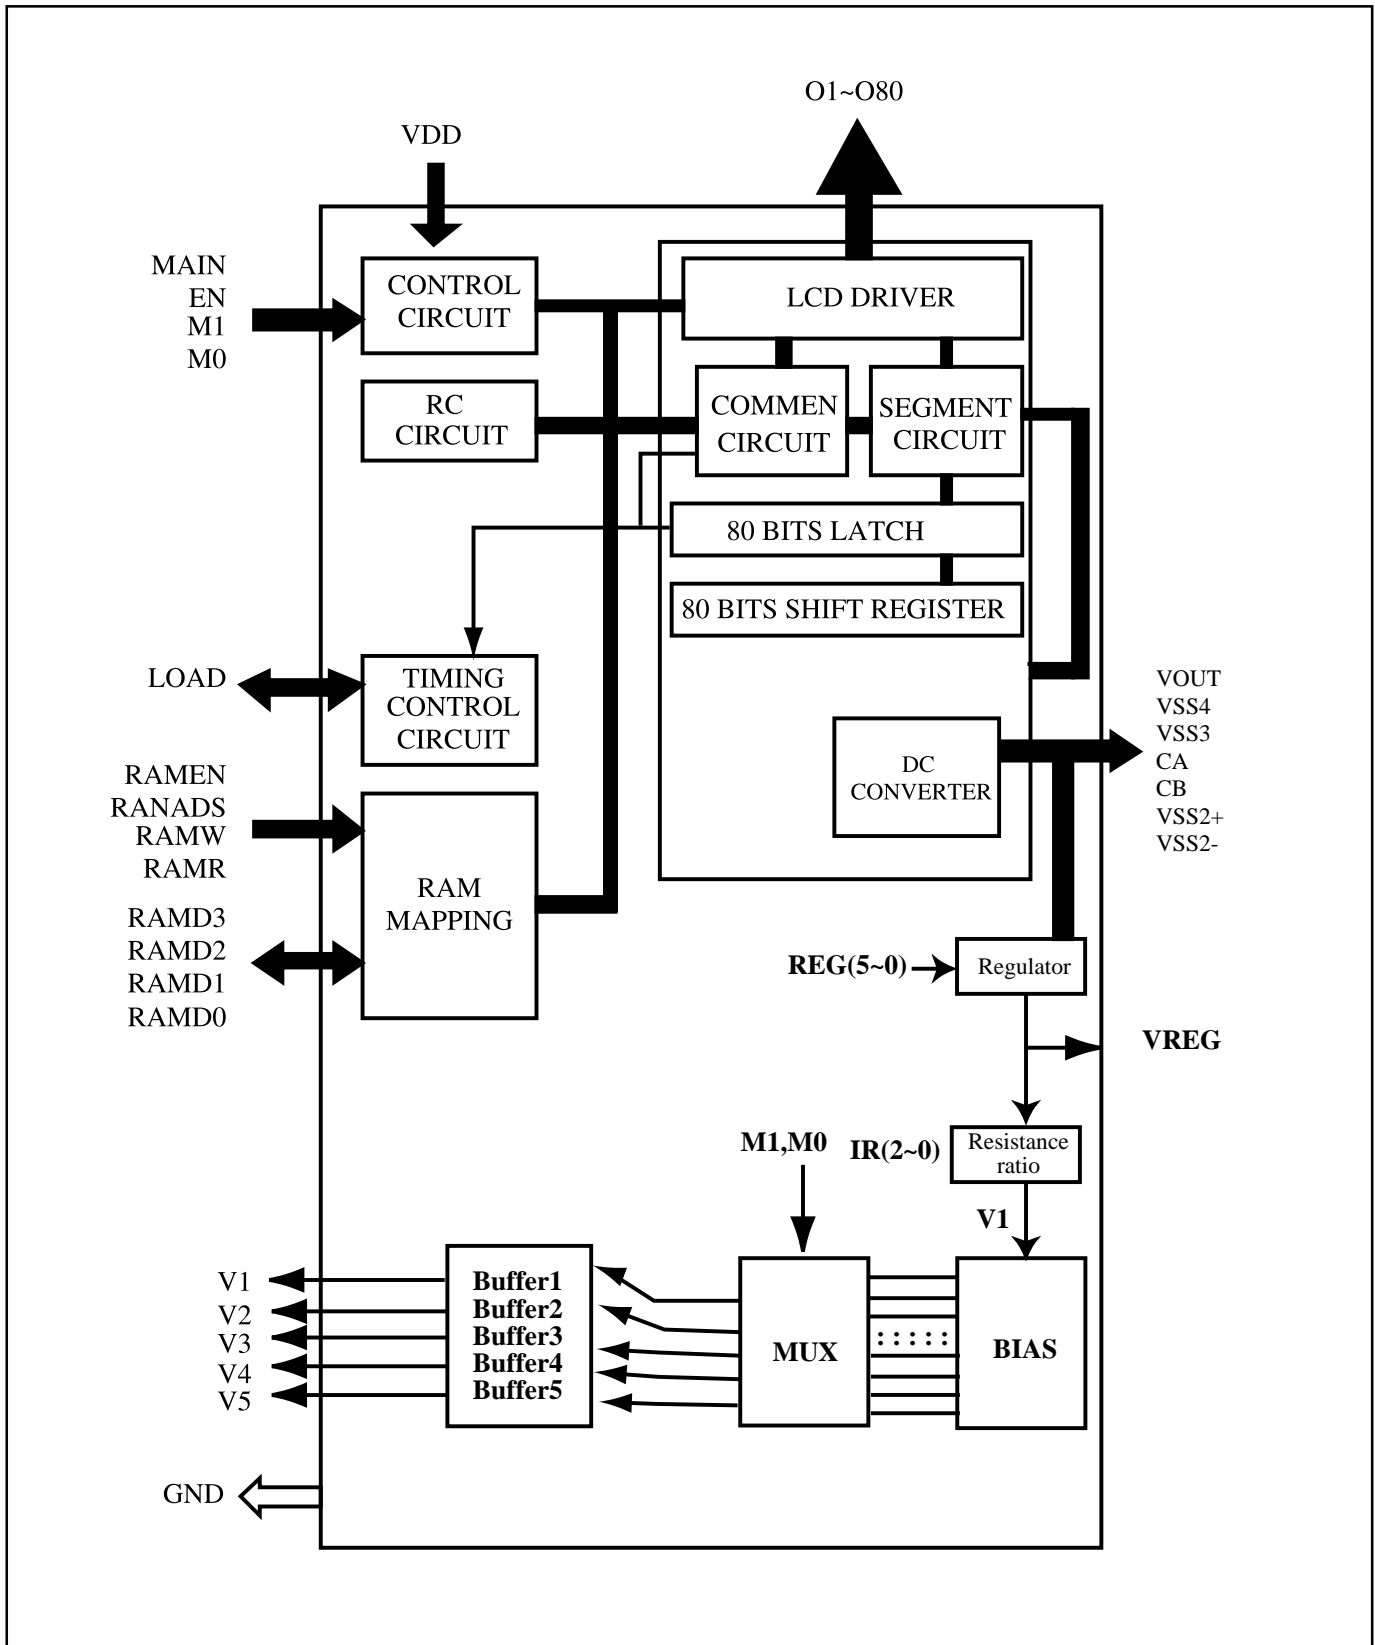 O1~O80
VDD
MAIN
EN
M1
M0
CONTROL
CIRCUIT
LCD DRIVER
RC
CIRCUIT
COMMEN
CIRCUIT
SEGMENT
CIRCUIT
80 BITS LATCH
80 BITS SHIFT REGISTER
LOAD
TIMING
CONTROL
CIRCUIT
VOUT
VSS4
VSS3
CA
CB
VSS2+
VSS2-
DC
CONVERTER
RAMEN
RANADS
RAMW
RAMR
RAMD3
RAMD2
RAMD1
RAMD0
RAM
MAPPING
REG(5~0)
Regulator
VREG
M1,M0
IR(2~0)
Resistance
ratio
V1
V1
V2
V3
V4
V5
Buffer1
Buffer2
Buffer3
Buffer4
Buffer5
MUX
: : : : :
BIAS
GND